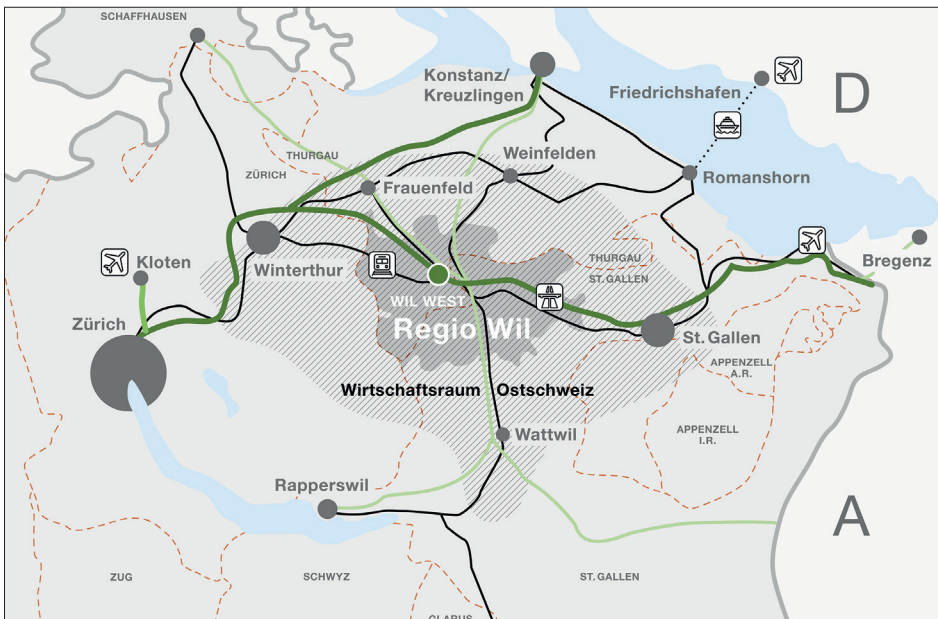 SCHAFFHAUSEN
Konstanz/
Kreuzlingen
Friedrichshafen
D
THURGAU
ZÜRICH
Weinfelden
Frauenfeld
Romanshorn
Kloten
Winterthur
THURGAU
ST. GALLEN
Bregenz
WIL WEST
Regio Wil
Zürich
St. Gallen
APPENZELL
A.R.
Wirtschaftsraum Ostschweiz
APPENZELL
I.R.
Wattwil
Rapperswil
A
ZUG
SCHWYZ
ST. GALLEN
GLARUS